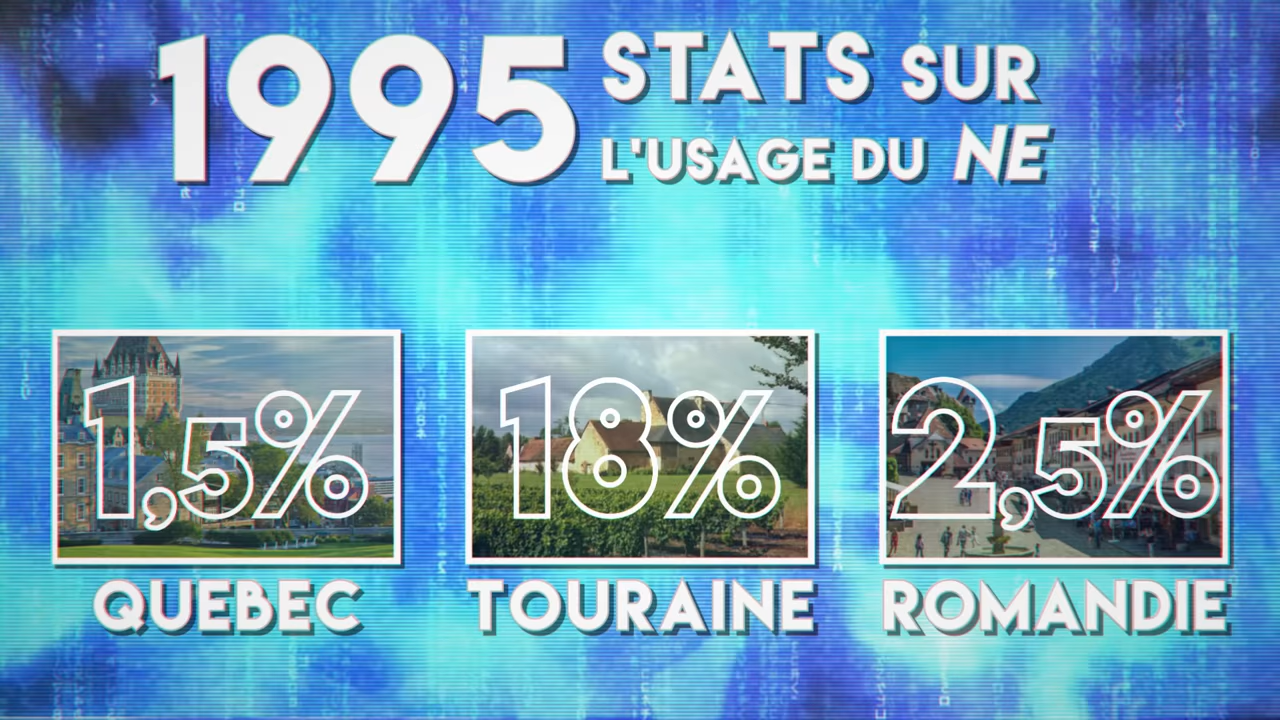 1995 STATS SUR
L'USAGE DU NE
1,5% 18% 2,5%
QUEBEC TOURAINE ROMANDIE